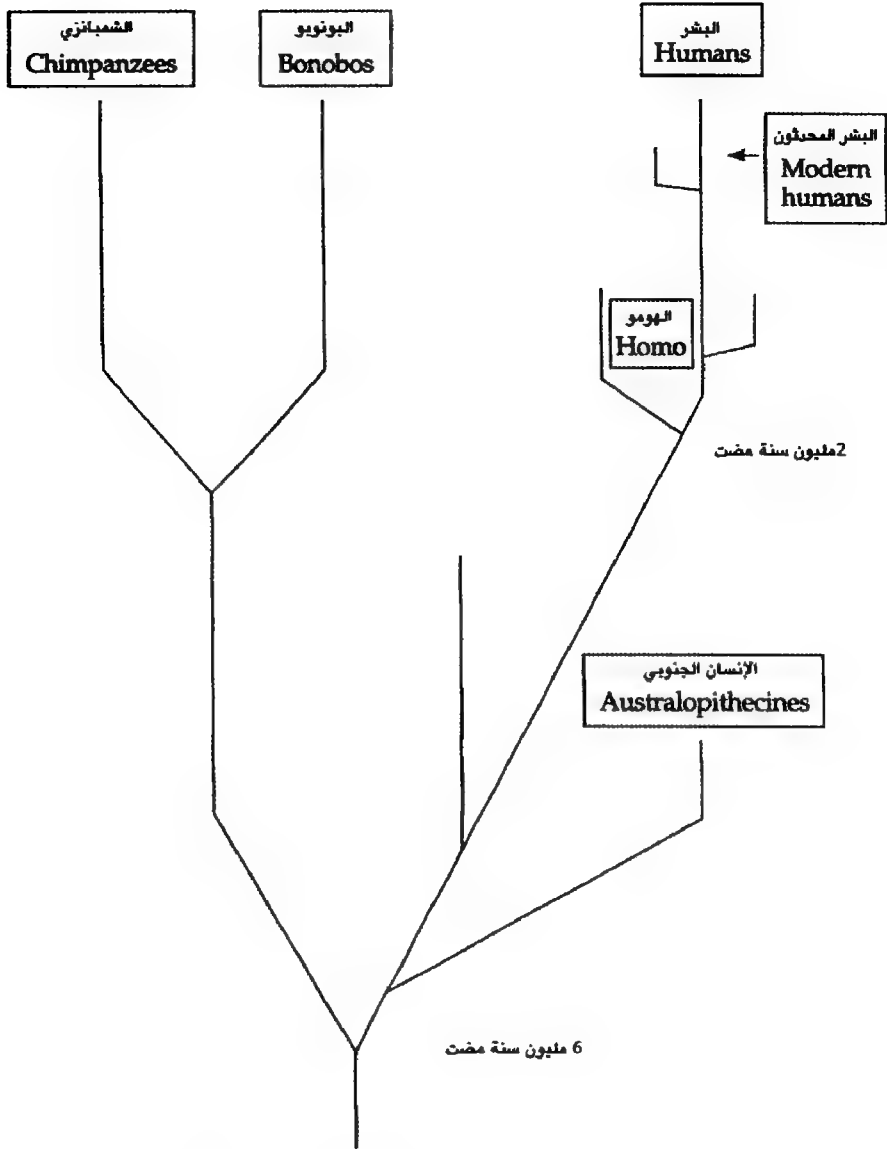 الشمبانزي
Chimpanzees
البونوبو
Bonobos
البشر
Humans
البشر المحدثون
Modern
humans
الهومو
Homo
2مليون سنة مضت
الإنسان الجنوبي
Australopithecines
6 مليون سنة مضت